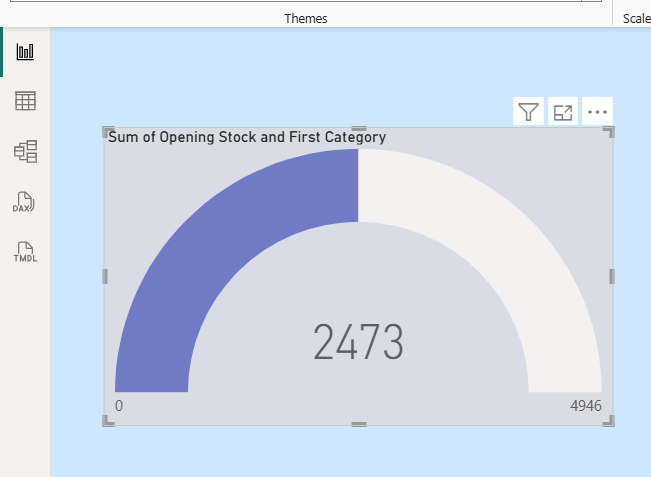 Themes
Scale
Sum of Opening Stock and First Category
DAX
TMDL
2473
0
4946